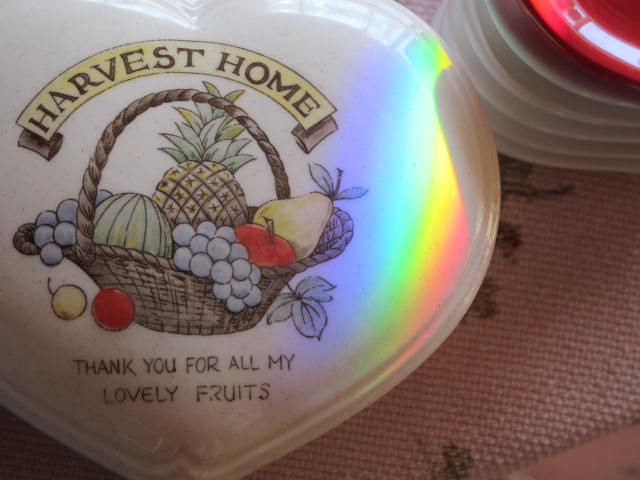 HARVEST HOME
THANK YOU FOR ALL MY
LOVELY FRUITS